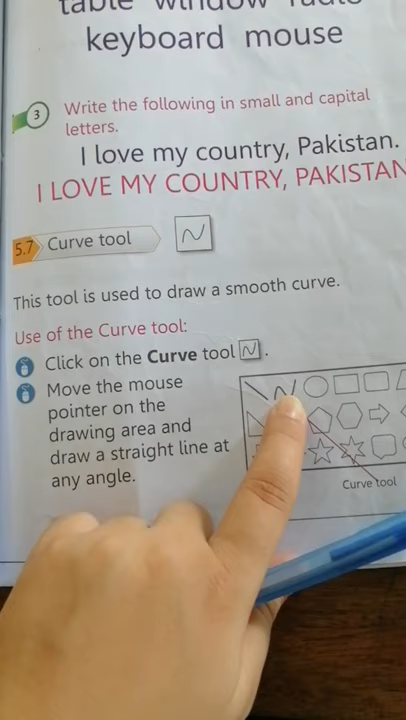 table window radio
keyboard mouse
3
Write the following in small and capital
letters.
I love my country, Pakistan.
I LOVE MY COUNTRY, PAKISTAN
5.7 Curve tool
This tool is used to draw a smooth curve.
Use of the Curve tool:
Click on the Curve tool .
Move the mouse
pointer on the
drawing area and
draw a straight line at
any angle.
Curve tool